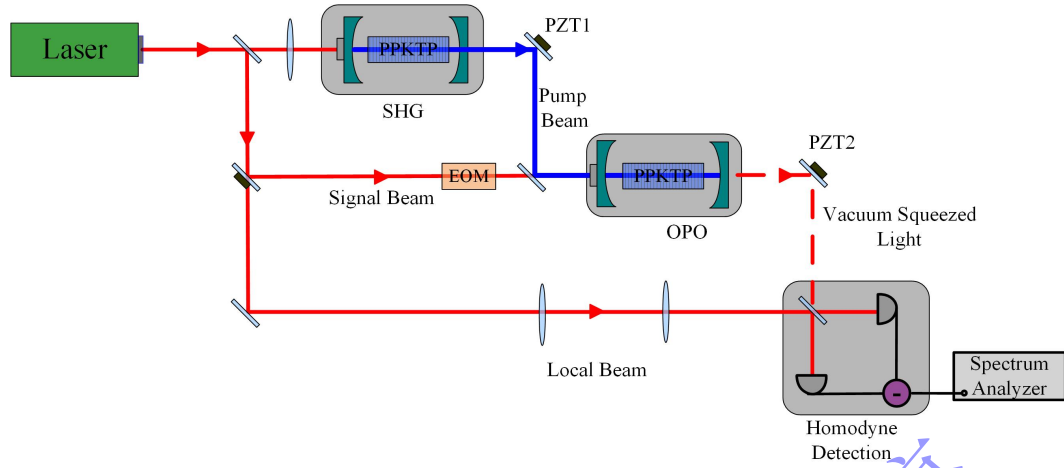 Laser
PPKTP
PZT1
SHG
Pump
Beam
PZT2
EOM
PPKTP
Signal Beam
OPO
Vacuum Squeezed
Light
Local Beam
-
Spectrum
Analyzer
Homodyne
Detection